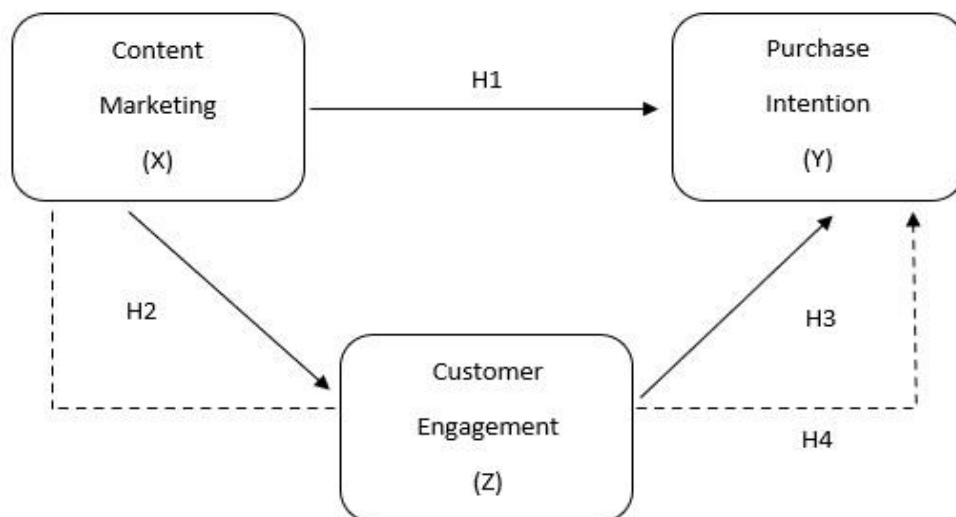 Content
Marketing
(X)
H1
Purchase
Intention
(Y)
H2
H3
Customer
Engagement
(Z)
H4